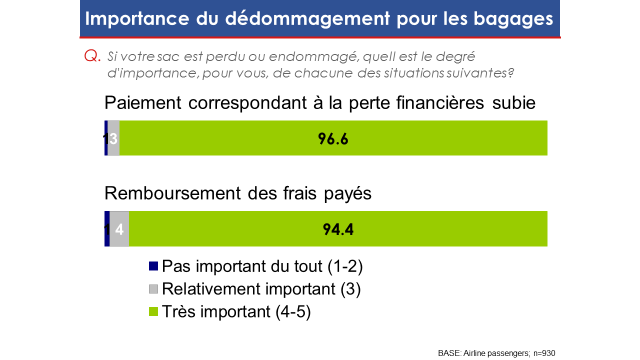 Importance du dédommagement pour les bagages
Q. Si votre sac est perdu ou endommagé, quell est le degré
d'importance, pour vous, de chacune des situations suivantes?
Paiement correspondant à la perte financières subie
1 3 96.6
Remboursement des frais payés
1 4 94.4
Pas important du tout (1-2)
Relativement important (3)
Très important (4-5)
BASE: Airline passengers; n=930